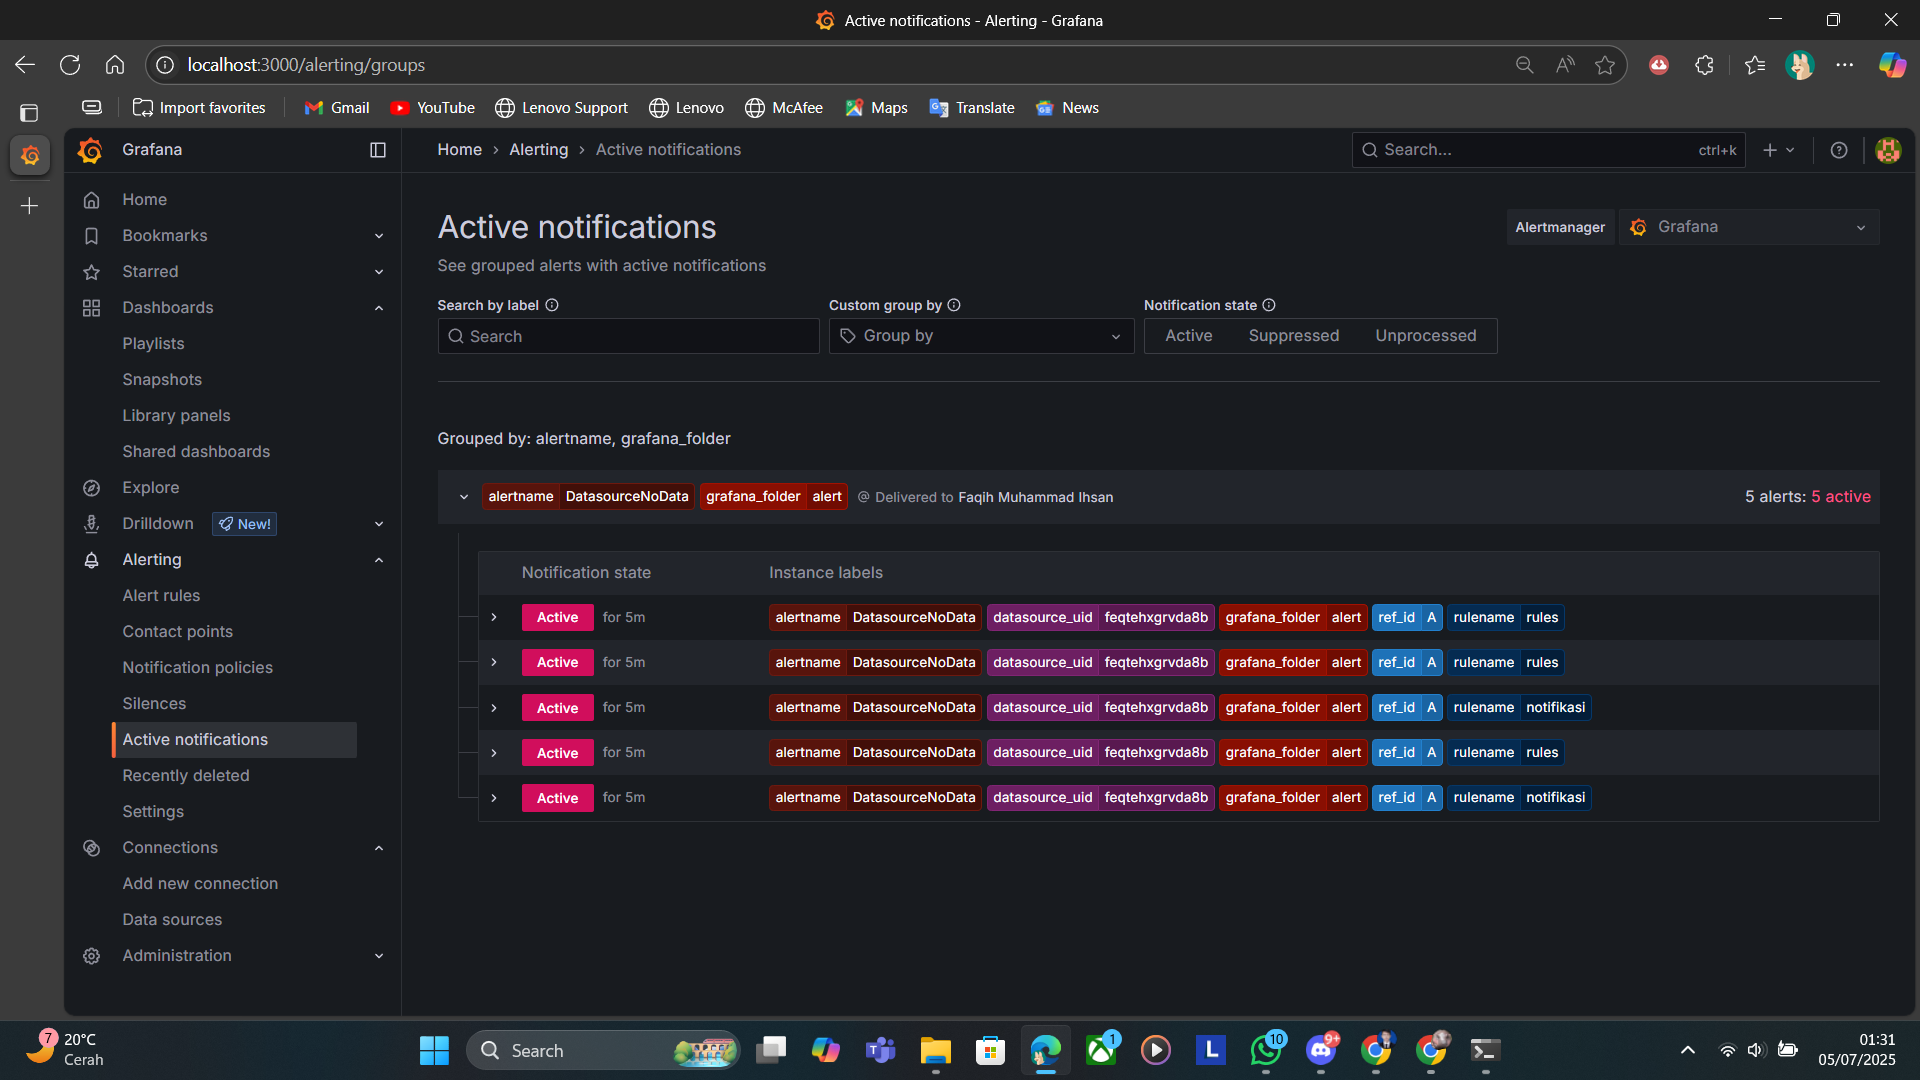 Active notifications - Alerting - Grafana
localhost:3000/alerting/groups
Import favorites
Gmail
YouTube
Lenovo Support
Lenovo
McAfee
Maps
Translate
News
Grafana
Home > Alerting > Active notifications
Search... ctrl+k
Home
Bookmarks
Starred
Dashboards
Playlists
Snapshots
Library panels
Shared dashboards
Explore
Drilldown New!
Alerting
Alert rules
Contact points
Notification policies
Silences
Active notifications
Recently deleted
Settings
Connections
Add new connection
Data sources
Administration
Active notifications
Alertmanager Grafana
See grouped alerts with active notifications
Search by label Custom group by Notification state
Search Group by Active Suppressed Unprocessed
Grouped by: alertname, grafana_folder
alertname DatasourceNoData grafana_folder alert @ Delivered to Faqih Muhammad Ihsan 5 alerts: 5 active
Notification state Instance labels
Active for 5m alertname DatasourceNoData datasource_uid feqtehxgrvda8b grafana_folder alert ref_id A rulename rules
Active for 5m alertname DatasourceNoData datasource_uid feqtehxgrvda8b grafana_folder alert ref_id A rulename rules
Active for 5m alertname DatasourceNoData datasource_uid feqtehxgrvda8b grafana_folder alert ref_id A rulename notifikasi
Active for 5m alertname DatasourceNoData datasource_uid feqtehxgrvda8b grafana_folder alert ref_id A rulename rules
Active for 5m alertname DatasourceNoData datasource_uid feqtehxgrvda8b grafana_folder alert ref_id A rulename notifikasi
7
20°C
Cerah
Search
1
L
10
9+
01:31
05/07/2025